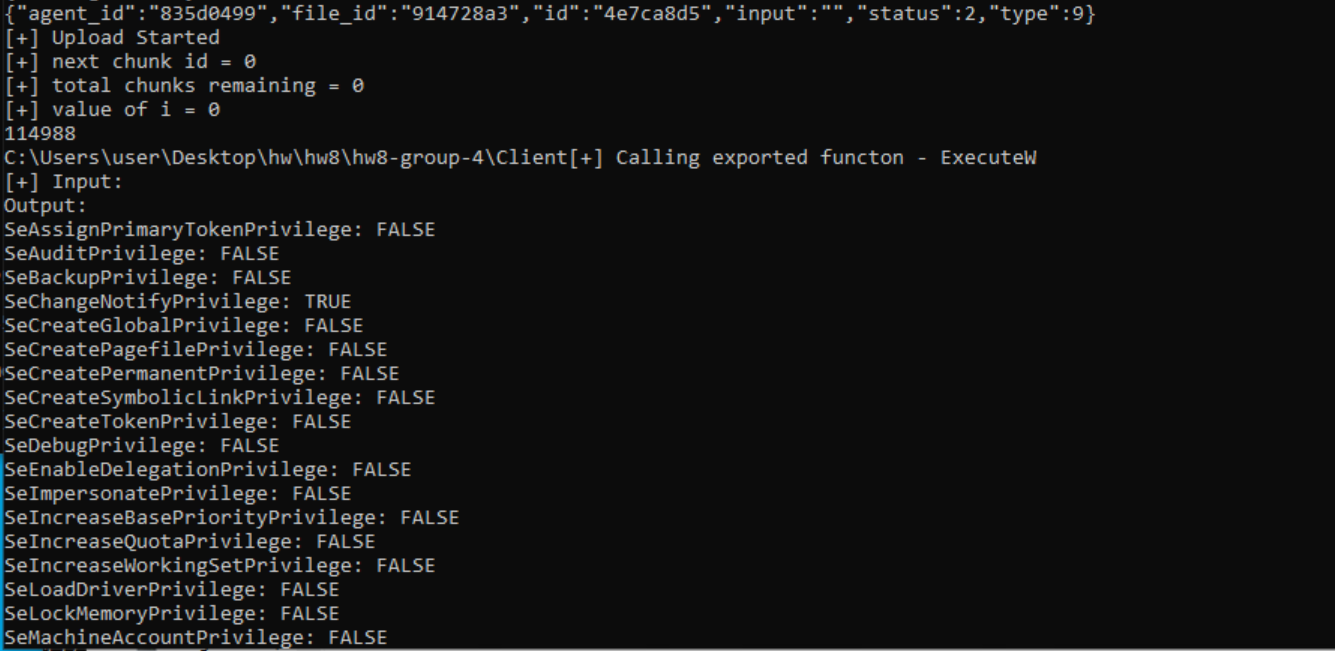 {"agent_id":"835d0499","file_id":"914728a3","id":"4e7ca8d5","input":"","status":2,"type":9}
[+] Upload Started
[+] next chunk id = 0
[+] total chunks remaining = 0
[+] value of i = 0
114988
C:\Users\user\Desktop\hw\hw8\hw8-group-4\Client[+] Calling exported functon - ExecuteW
[+] Input:
Output:
SeAssignPrimaryTokenPrivilege: FALSE
SeAuditPrivilege: FALSE
SeBackupPrivilege: FALSE
SeChangeNotifyPrivilege: TRUE
SeCreateGlobalPrivilege: FALSE
SeCreatePagefilePrivilege: FALSE
SeCreatePermanentPrivilege: FALSE
SeCreateSymbolicLinkPrivilege: FALSE
SeCreateTokenPrivilege: FALSE
SeDebugPrivilege: FALSE
SeEnableDelegationPrivilege: FALSE
SeImpersonatePrivilege: FALSE
SeIncreaseBasePriorityPrivilege: FALSE
SeIncreaseQuotaPrivilege: FALSE
SeIncreaseWorkingSetPrivilege: FALSE
SeLoadDriverPrivilege: FALSE
SeLockMemoryPrivilege: FALSE
SeMachineAccountPrivilege: FALSE